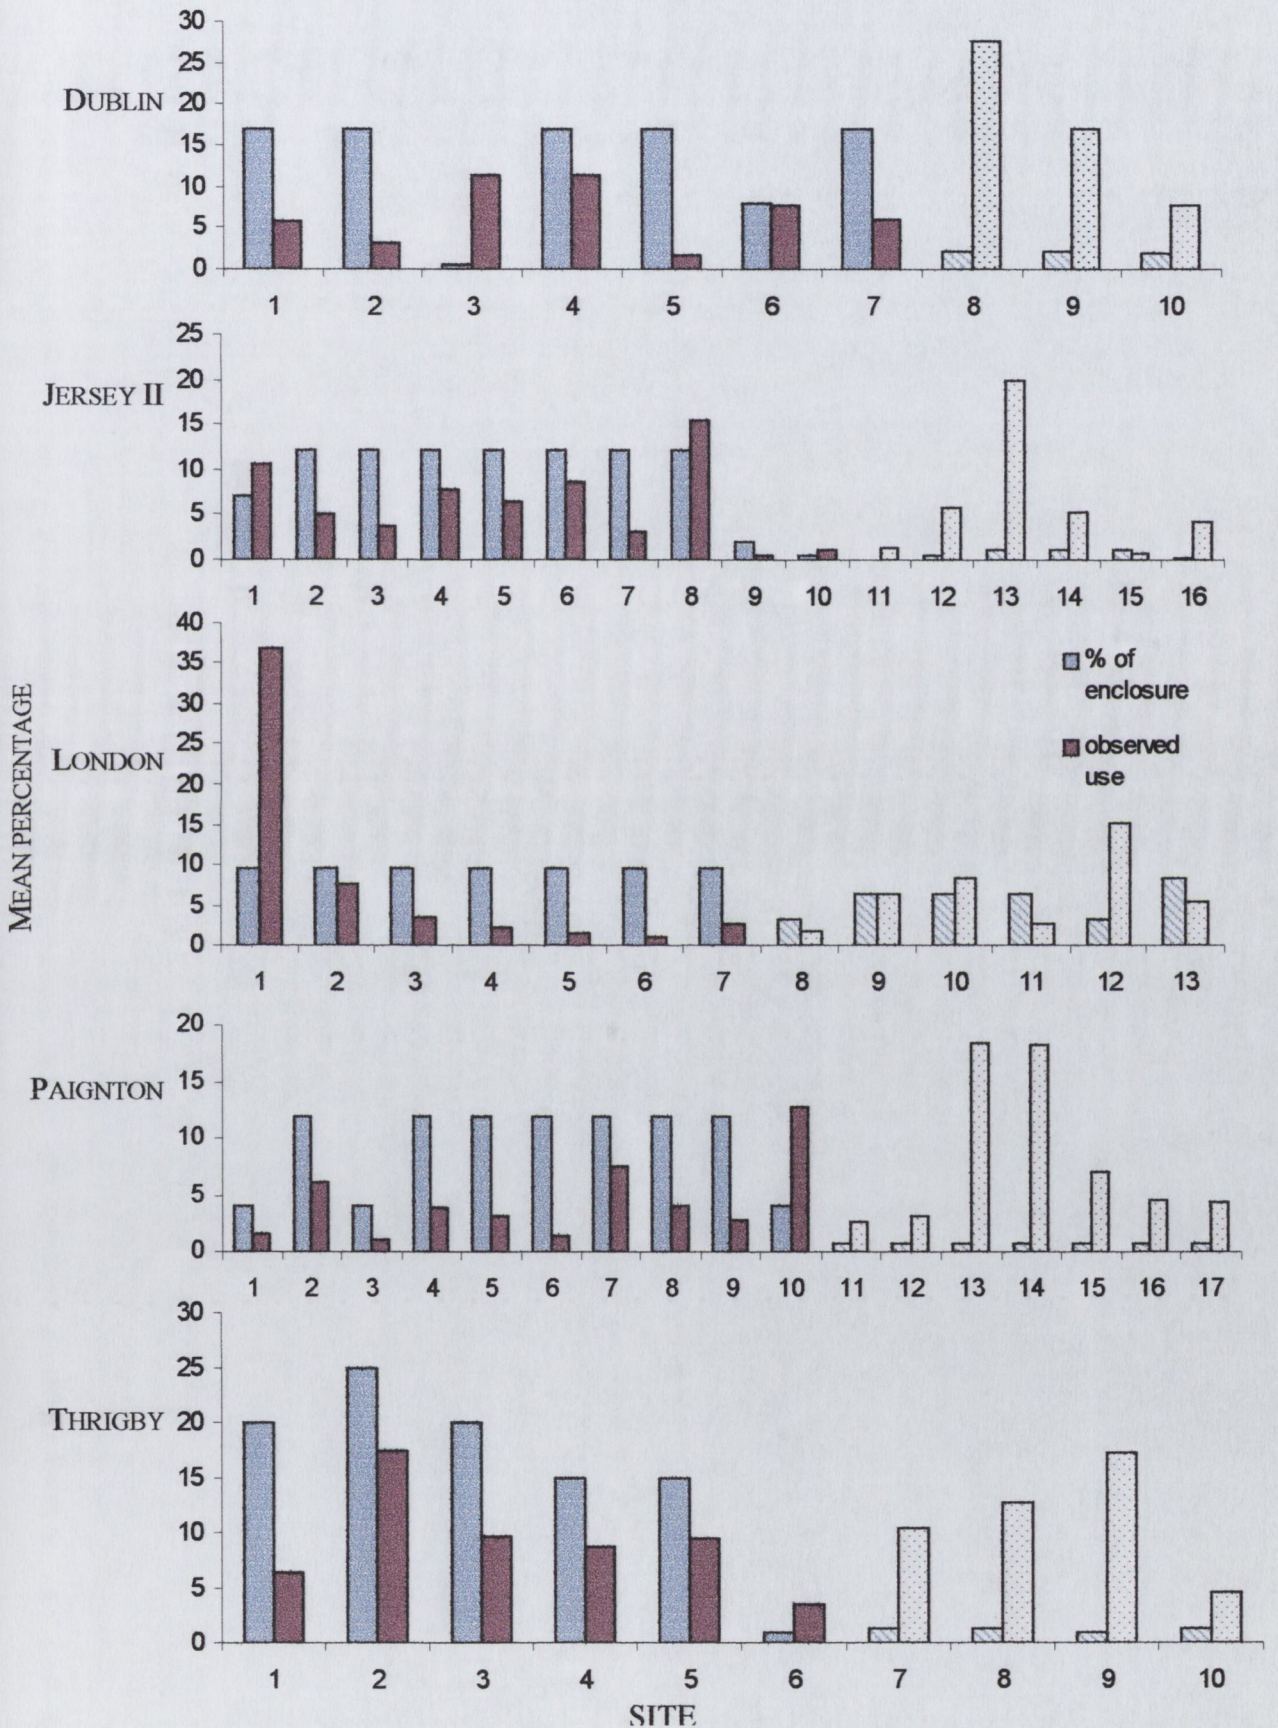 DUBLIN
30
25
20
15
10
5
0
1 2 3 4 5 6 7 8 9 10
JERSEY II
25
20
15
10
5
0
1 2 3 4 5 6 7 8 9 10 11 12 13 14 15 16
LONDON
40
35
30
25
20
15
10
5
0
% of
enclosure
observed
use
1 2 3 4 5 6 7 8 9 10 11 12 13
MEAN PERCENTAGE
PAIGNTON
20
15
10
5
0
1 2 3 4 5 6 7 8 9 10 11 12 13 14 15 16 17
THRIGBY
30
25
20
15
10
5
0
1 2 3 4 5 6 7 8 9 10
SITE